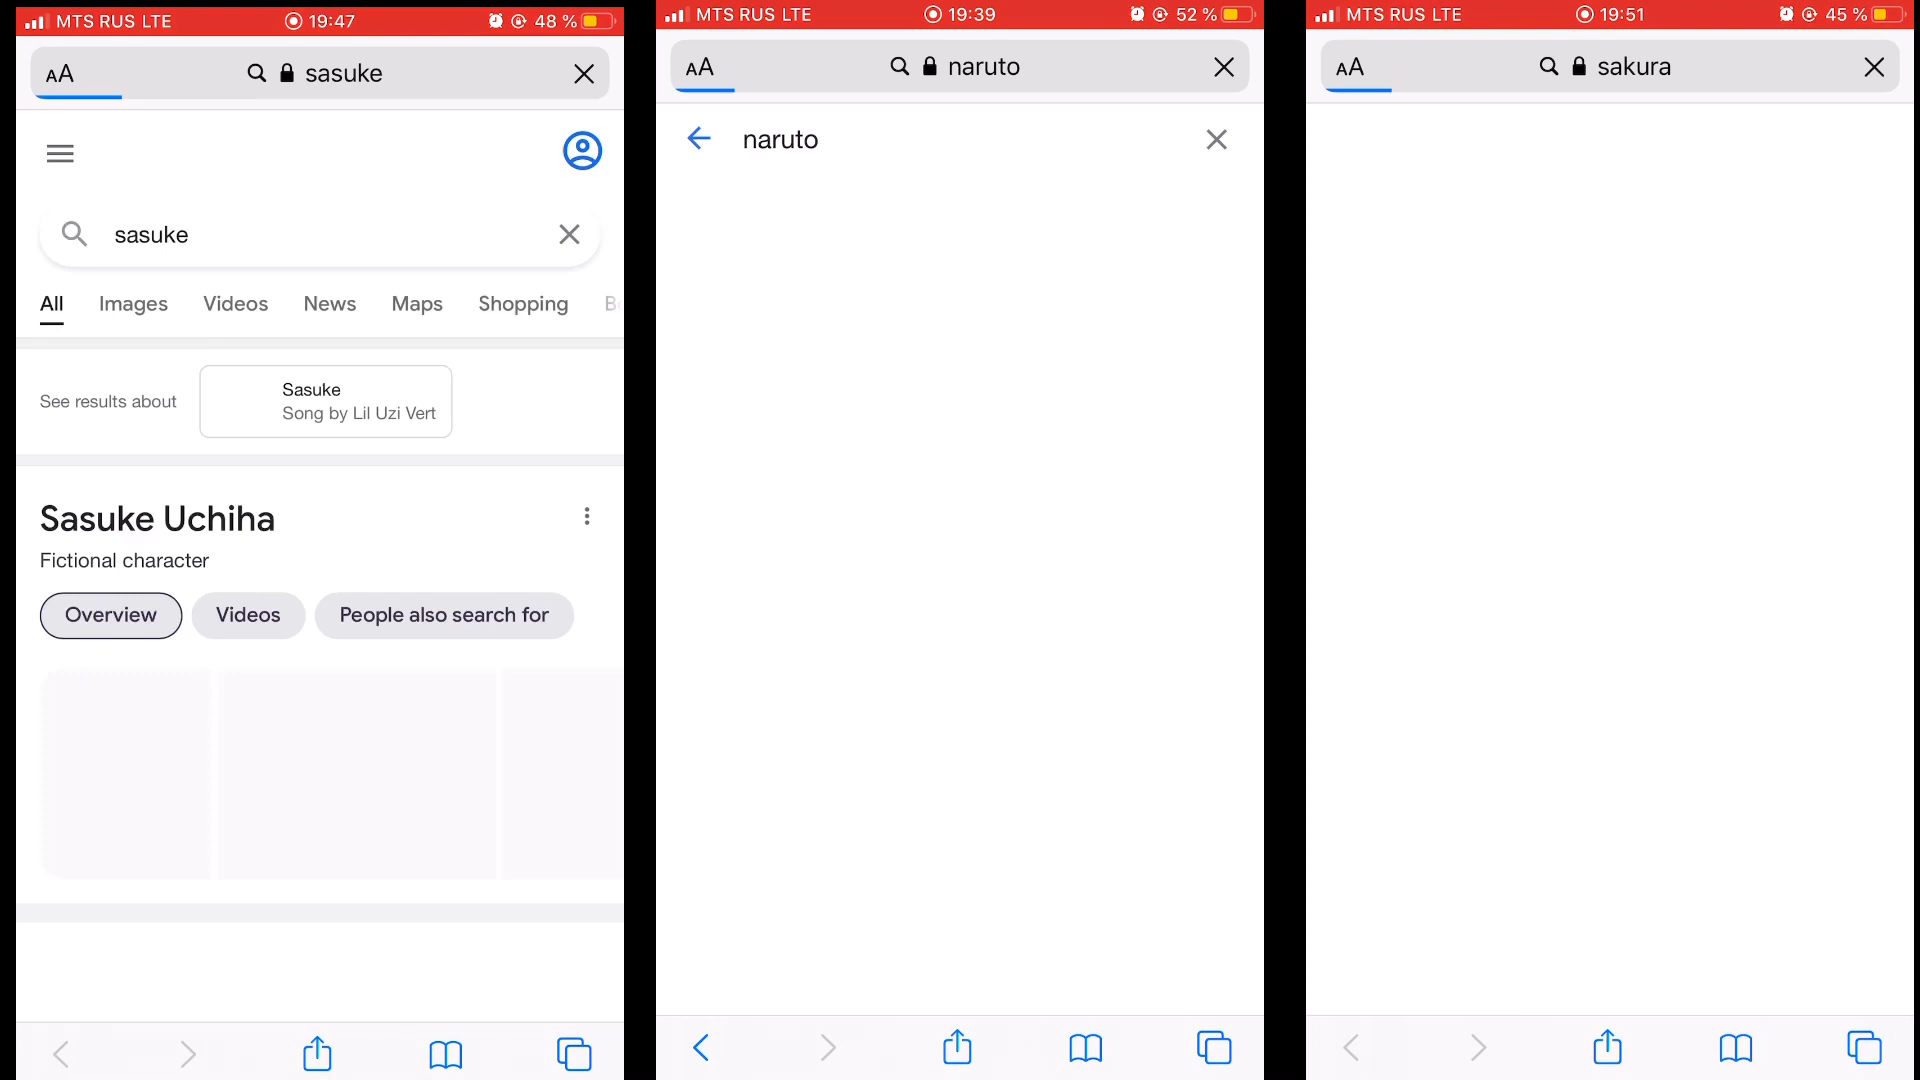 MTS RUS LTE 19:47 48 %
AA sasuke
sasuke
All Images Videos News Maps Shopping
See results about
Sasuke
Song by Lil Uzi Vert
Sasuke Uchiha
Fictional character
Overview Videos People also search for
MTS RUS LTE 19:39 52 %
AA naruto
naruto
MTS RUS LTE 19:51 45 %
AA sakura